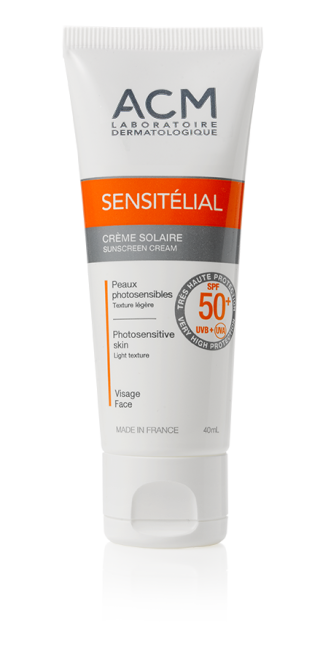 ACM
LABORATOIRE
DERMATOLOGIQUE
SENSITÉLIAL
CRÈME SOLAIRE
SUNSCREEN CREAM
Peaux
photosensibles
Texture légère
Photosensitive
skin
Light texture
TRÈS HAUTE PROTECTION
SPF
50+
UVB + UVA
VERY HIGH PROTECTION
Visage
Face
MADE IN FRANCE 40mL